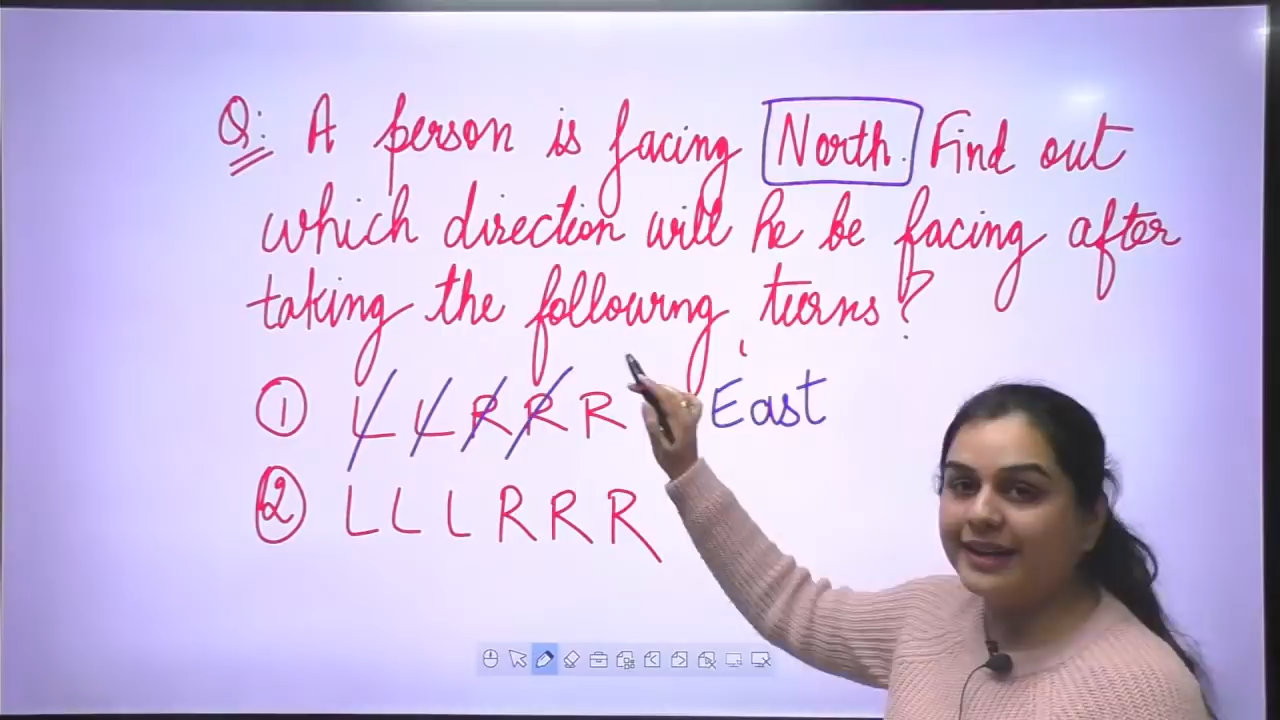 Q: A person is facing North. Find out
which direction will he be facing after
taking the following turns?
① L L R R R East
② L L L R R R